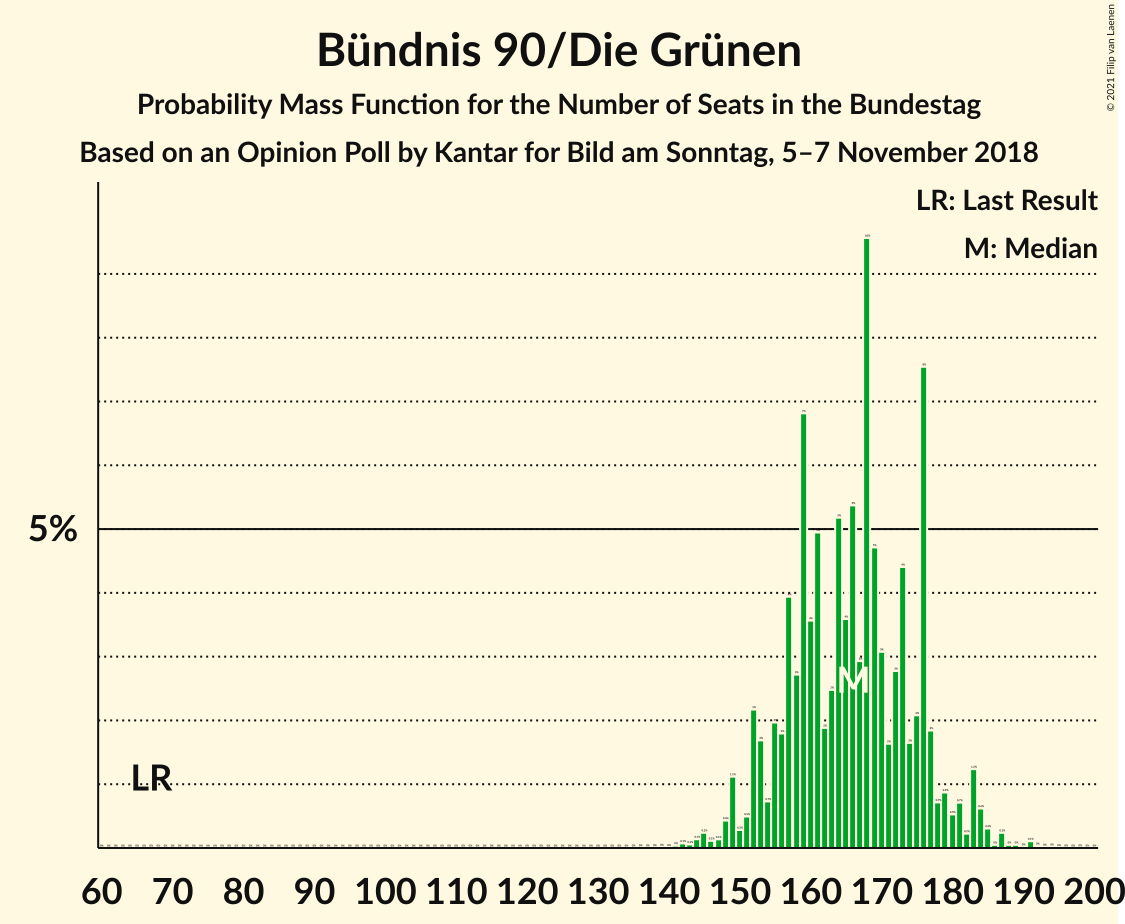 Bündnis 90/Die Grünen
Probability Mass Function for the Number of Seats in the Bundestag
Based on an Opinion Poll by Kantar for Bild am Sonntag, 5–7 November 2018
© 2021 Filip van Laenen
LR: Last Result
M: Median
5%
M
LR
60 70 80 90 100 110 120 130 140 150 160 170 180 190 200